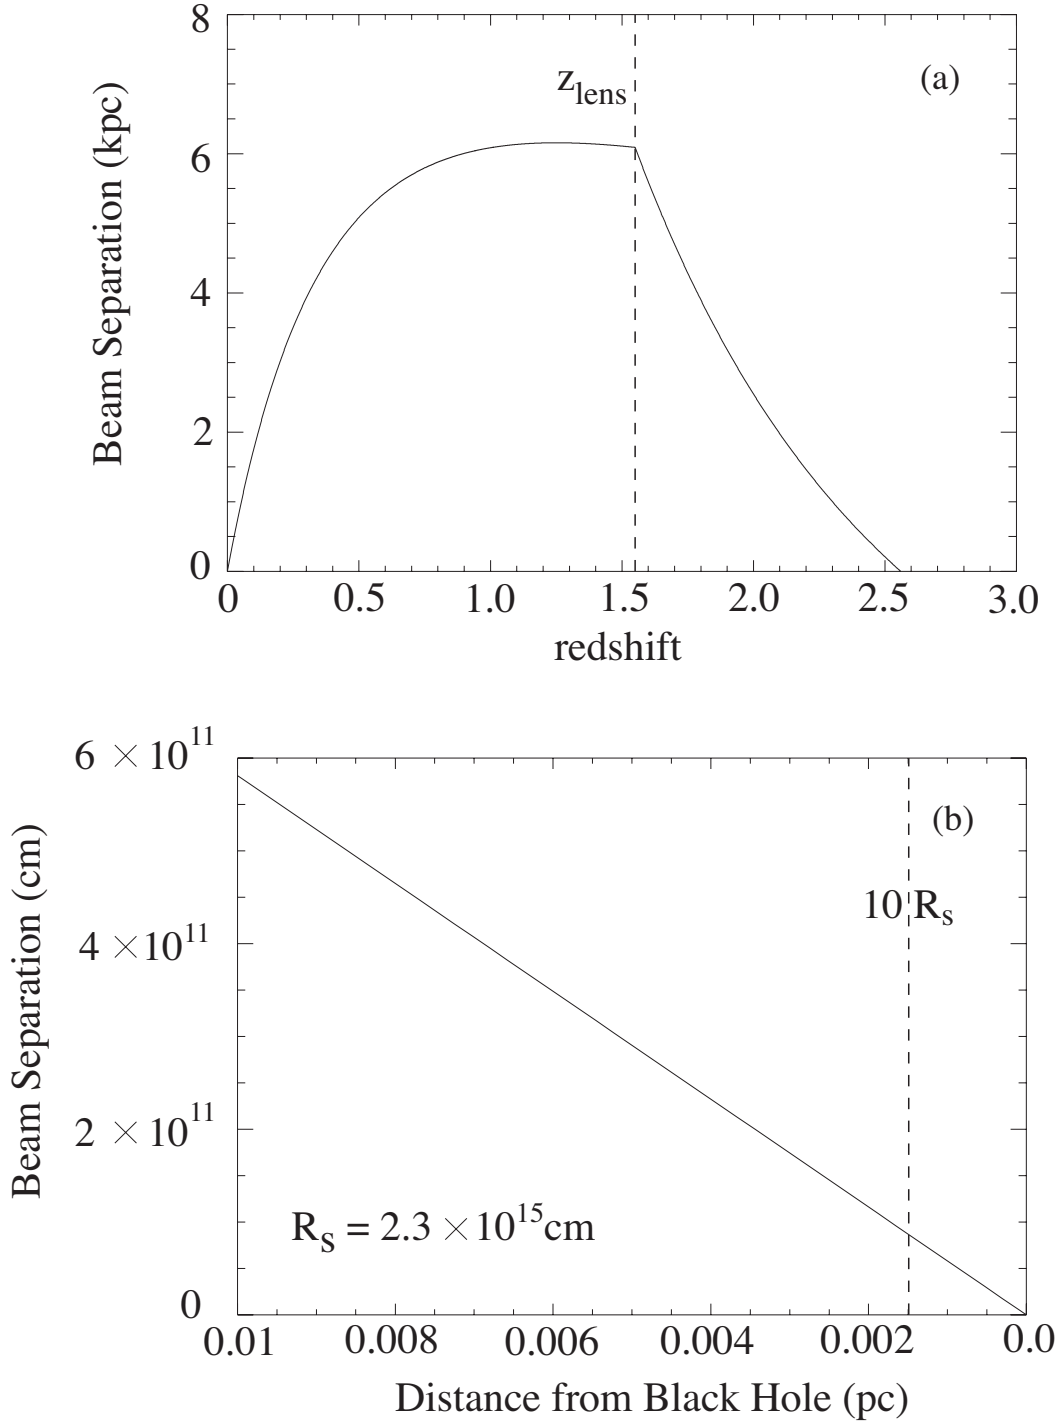 8
6
4
2
0
Beam Separation (kpc)
z_lens
(a)
0 0.5 1.0 1.5 2.0 2.5 3.0
redshift
6 × 10^11
4 × 10^11
2 × 10^11
0
Beam Separation (cm)
(b)
10 R_s
R_s = 2.3 × 10^15 cm
0.01 0.008 0.006 0.004 0.002 0.0
Distance from Black Hole (pc)